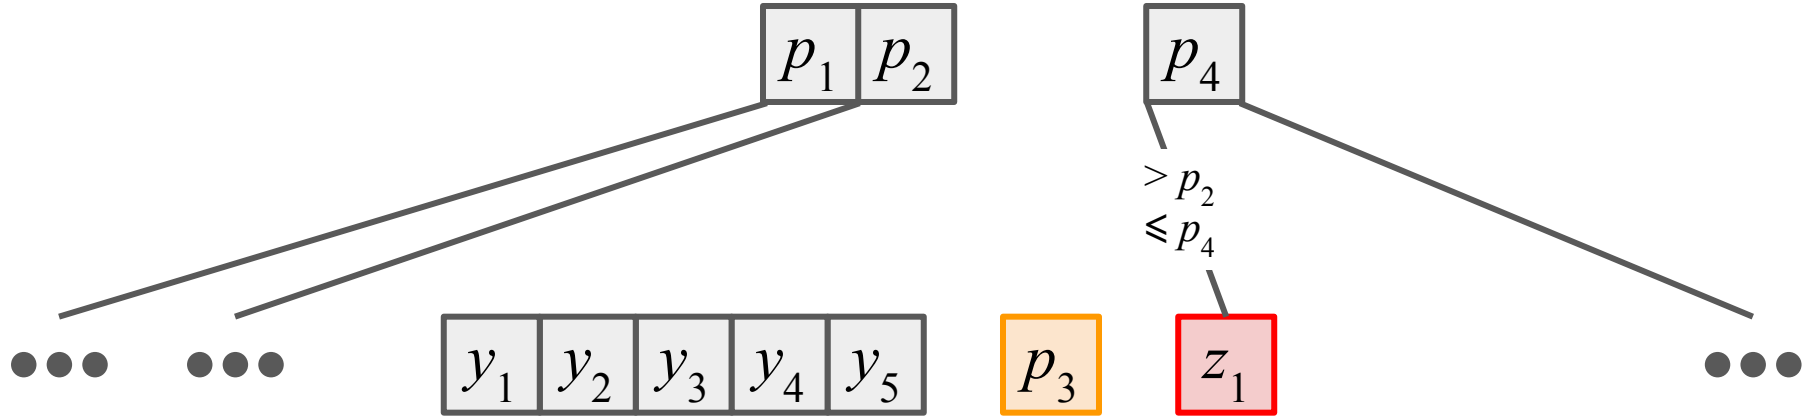 p₁ p₂ p₄
> p₂
⩽ p₄
y₁ y₂ y₃ y₄ y₅ p₃ z₁